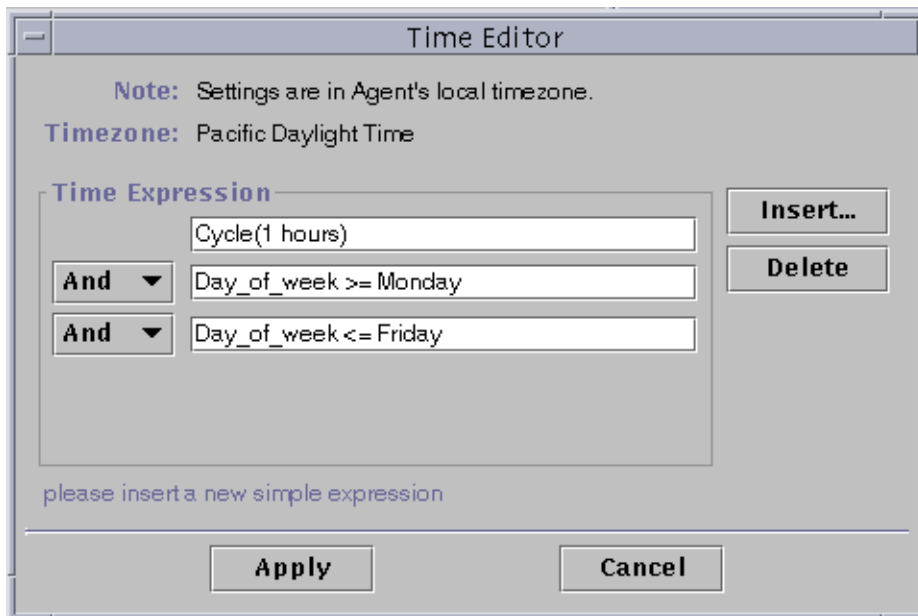 Time Editor
Note: Settings are in Agent's local timezone.
Timezone: Pacific Daylight Time
Time Expression
Insert...
Cycle(1 hours)
Delete
And Day_of_week >= Monday
And Day_of_week <= Friday
please insert a new simple expression
Apply Cancel